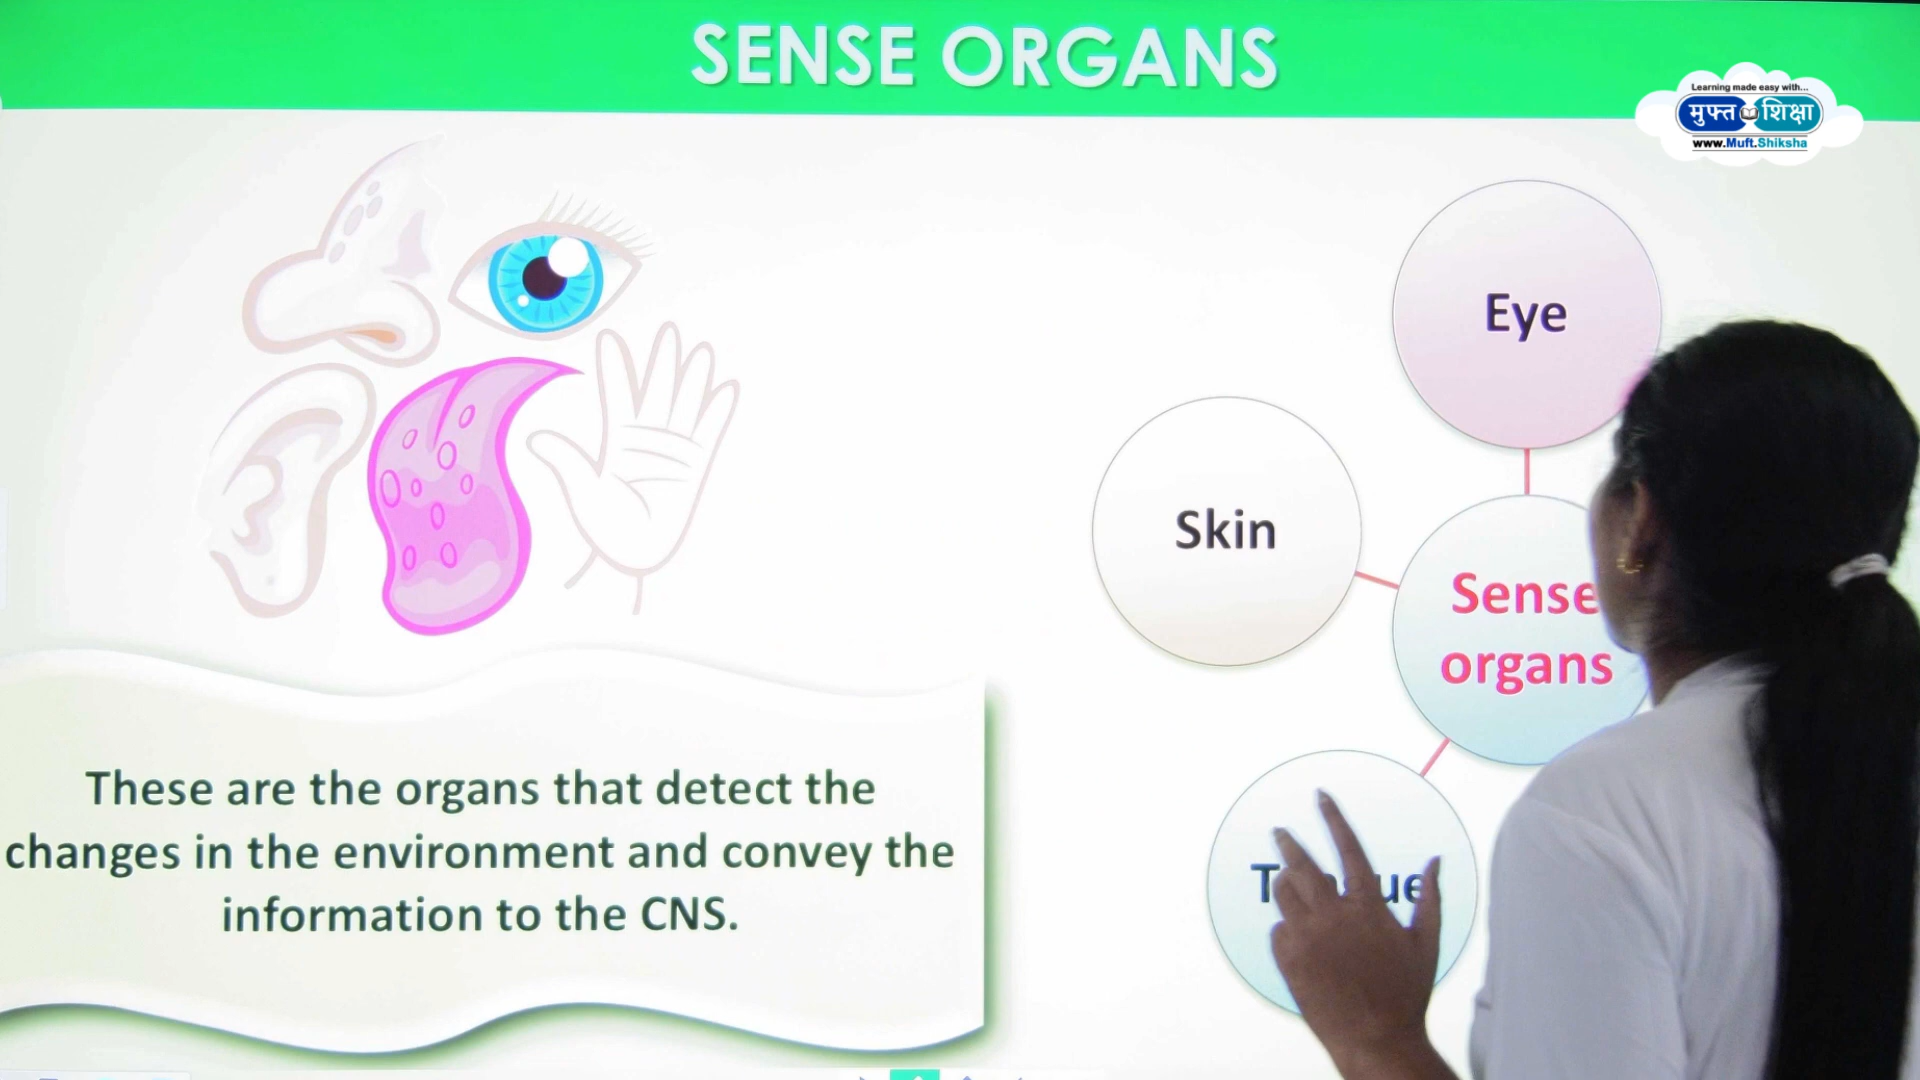 SENSE ORGANS
Learning made easy with...
मुफ्त शिक्षा
www.Muft.Shiksha
Eye
Skin
Sense
organs
These are the organs that detect the
changes in the environment and convey the
information to the CNS.